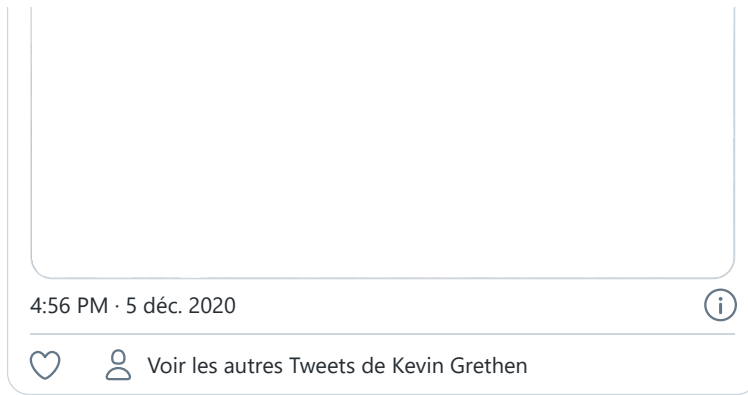 4:56 PM · 5 déc. 2020
Voir les autres Tweets de Kevin Grethen